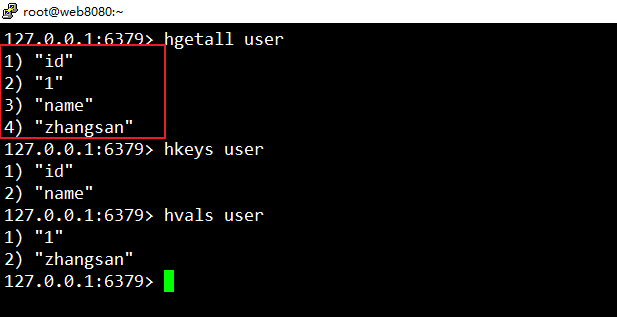 root@web8080:~
127.0.0.1:6379> hgetall user
1) "id"
2) "1"
3) "name"
4) "zhangsan"
127.0.0.1:6379> hkeys user
1) "id"
2) "name"
127.0.0.1:6379> hvals user
1) "1"
2) "zhangsan"
127.0.0.1:6379>